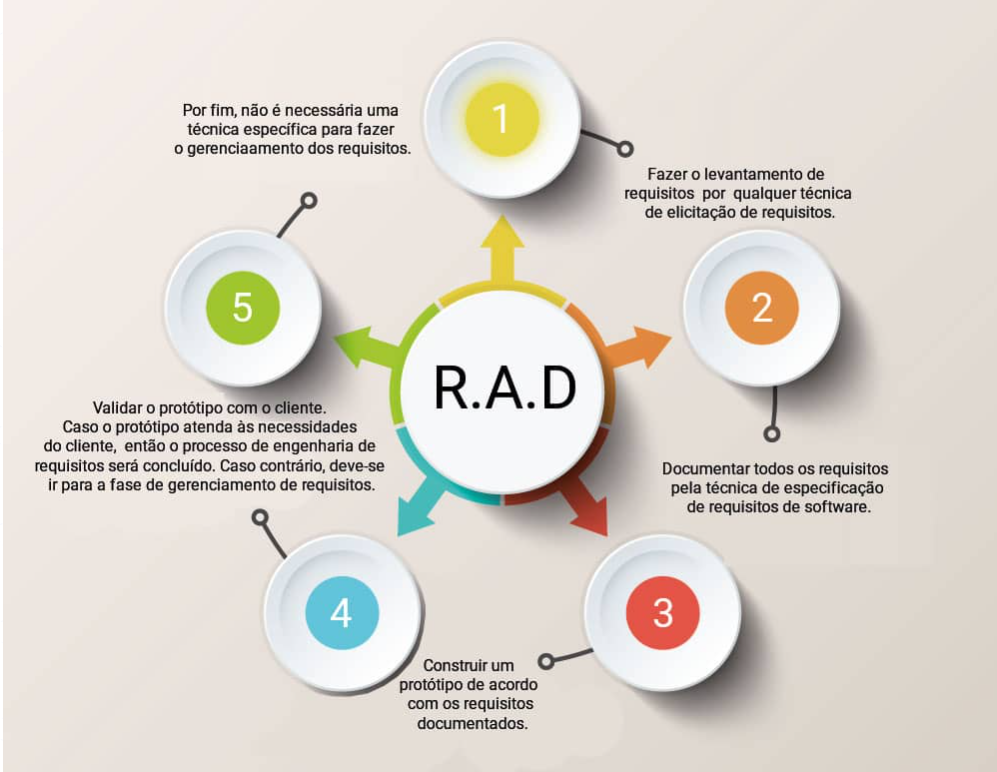 R.A.D
1
Fazer o levantamento de
requisitos por qualquer técnica
de elicitação de requisitos.
2
Documentar todos os requisitos
pela técnica de especificação
de requisitos de software.
3
Construir um
protótipo de acordo
com os requisitos
documentados.
4
Validar o protótipo com o cliente.
Caso o protótipo atenda às necessidades
do cliente, então o processo de engenharia de
requisitos será concluído. Caso contrário, deve-se
ir para a fase de gerenciamento de requisitos.
5
Por fim, não é necessária uma
técnica específica para fazer
o gerenciaamento dos requisitos.